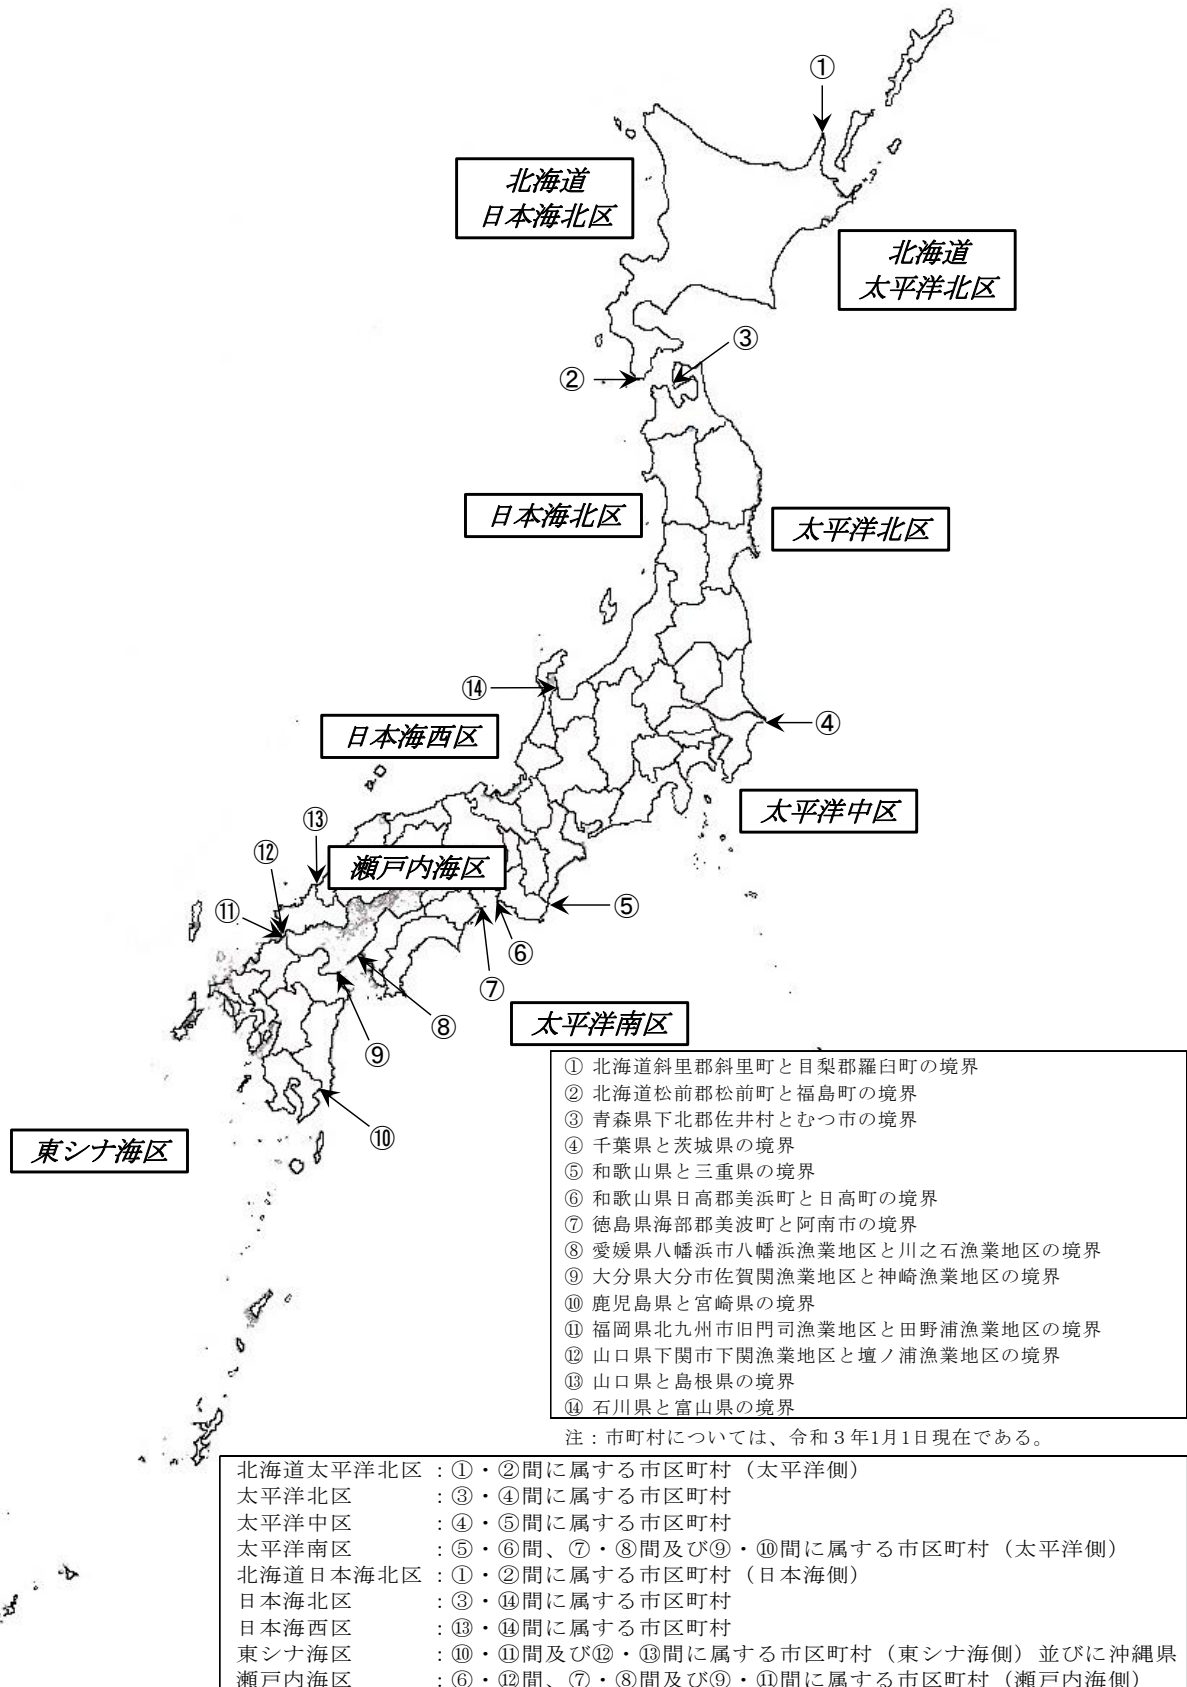 ①
北海道
日本海北区
北海道
太平洋北区
③
②
日本海北区
太平洋北区
⑭
④
日本海西区
太平洋中区
⑬
⑫
瀬戸内海区
⑪
⑤
⑥
⑦
⑧
太平洋南区
⑨
⑩
東シナ海区
① 北海道斜里郡斜里町と目梨郡羅臼町の境界
② 北海道松前郡松前町と福島町の境界
③ 青森県下北郡佐井村とむつ市の境界
④ 千葉県と茨城県の境界
⑤ 和歌山県と三重県の境界
⑥ 和歌山県日高郡美浜町と日高町の境界
⑦ 徳島県海部郡美波町と阿南市の境界
⑧ 愛媛県八幡浜市八幡浜漁業地区と川之石漁業地区の境界
⑨ 大分県大分市佐賀関漁業地区と神崎漁業地区の境界
⑩ 鹿児島県と宮崎県の境界
⑪ 福岡県北九州市旧門司漁業地区と田野浦漁業地区の境界
⑫ 山口県下関市下関漁業地区と壇ノ浦漁業地区の境界
⑬ 山口県と島根県の境界
⑭ 石川県と富山県の境界
注：市町村については、令和３年1月1日現在である。
北海道太平洋北区：①・②間に属する市区町村（太平洋側）
太平洋北区　　　：③・④間に属する市区町村
太平洋中区　　　：④・⑤間に属する市区町村
太平洋南区　　　：⑤・⑥間、⑦・⑧間及び⑨・⑩間に属する市区町村（太平洋側）
北海道日本海北区：①・②間に属する市区町村（日本海側）
日本海北区　　　：③・⑭間に属する市区町村
日本海西区　　　：⑬・⑭間に属する市区町村
東シナ海区　　　：⑩・⑪間及び⑫・⑬間に属する市区町村（東シナ海側）並びに沖縄県
瀬戸内海区　　　：⑥・⑫間、⑦・⑧間及び⑨・⑪間に属する市区町村（瀬戸内海側）